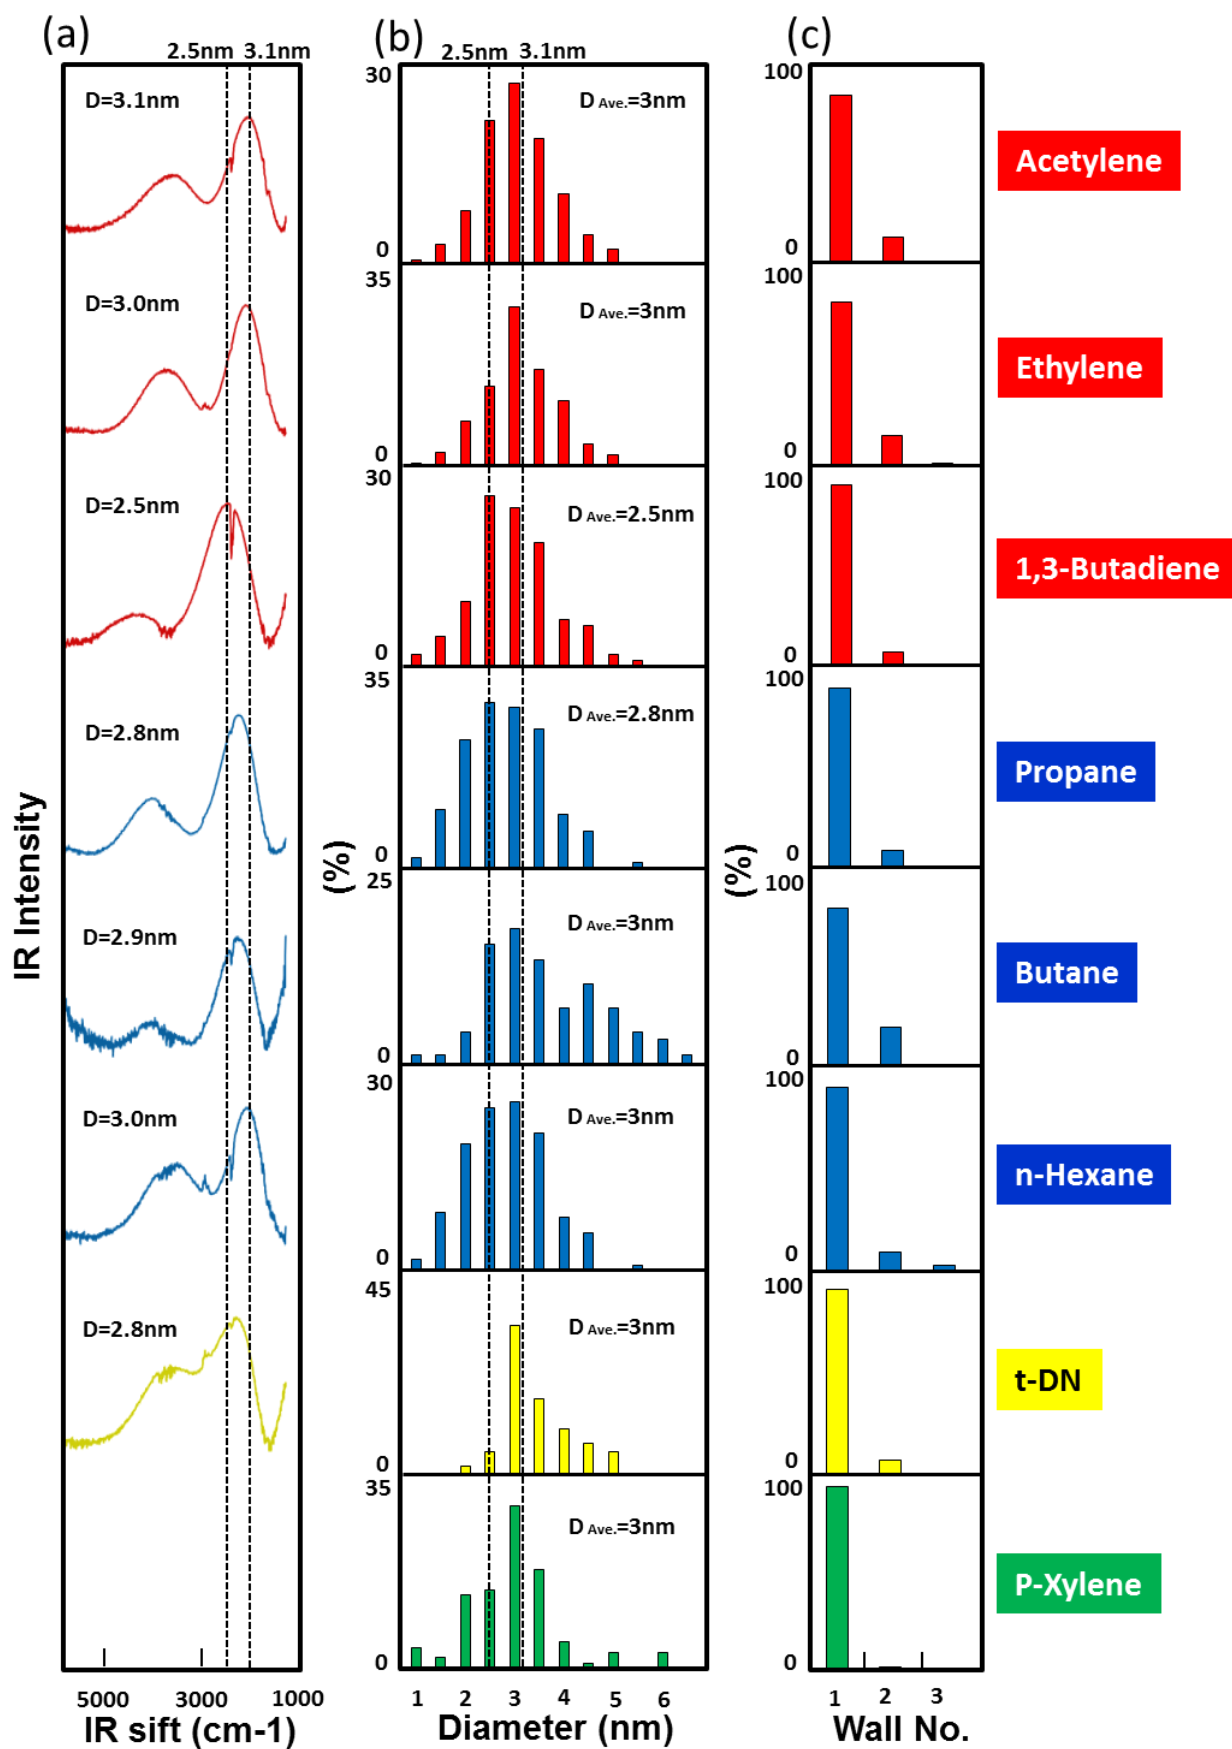 (a)
(b)
(c)
2.5nm
3.1nm
2.5nm
3.1nm
D=3.1nm
30
0
D Ave.=3nm
100
0
Acetylene
D=3.0nm
35
0
D Ave.=3nm
100
0
Ethylene
D=2.5nm
30
0
D Ave.=2.5nm
100
0
1,3-Butadiene
D=2.8nm
35
0
D Ave.=2.8nm
100
0
Propane
D=2.9nm
25
0
D Ave.=3nm
100
0
Butane
D=3.0nm
30
0
D Ave.=3nm
100
0
n-Hexane
D=2.8nm
45
0
D Ave.=3nm
100
0
t-DN
35
0
D Ave.=3nm
100
0
P-Xylene
IR Intensity
(%)
(%)
5000 3000 1000
IR sift (cm-1)
1 2 3 4 5 6
Diameter (nm)
1 2 3
Wall No.